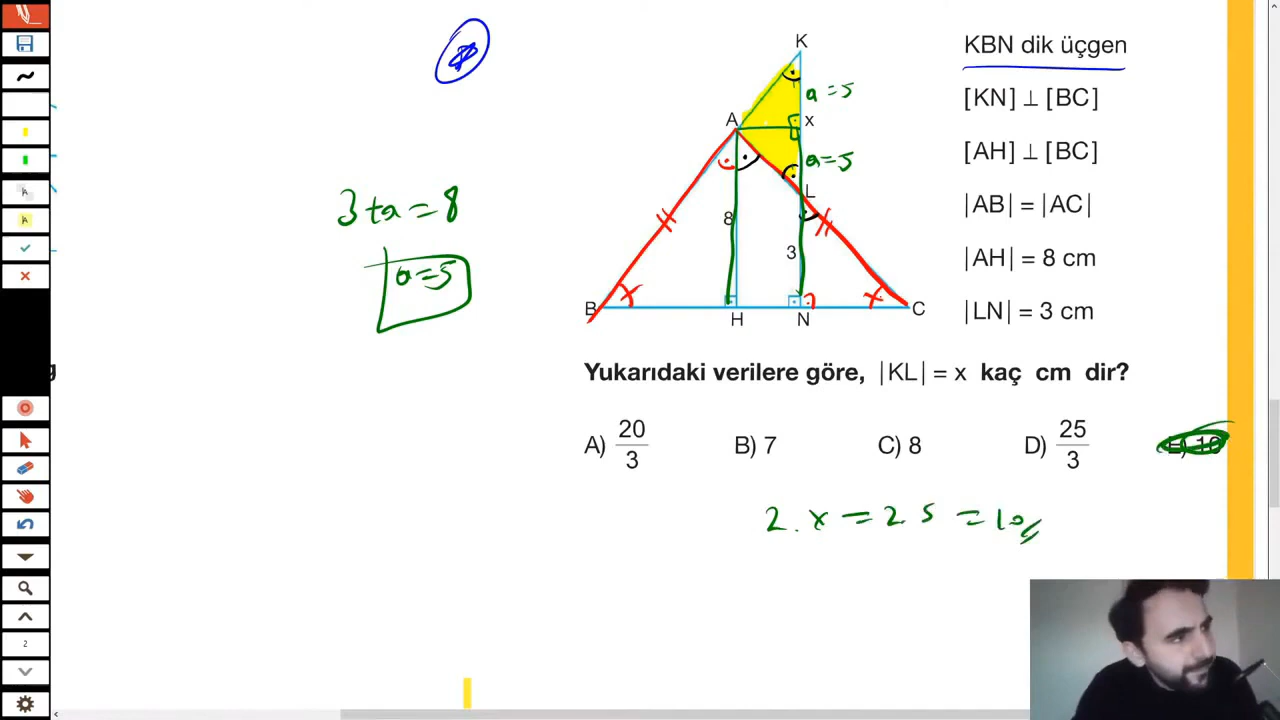 K
KBN dik üçgen
a=5
[KN] ⊥ [BC]
A
x
[AH] ⊥ [BC]
a=5
L
3+a=8
8
|AB| = |AC|
3
|AH| = 8 cm
a=5
B
H
N
C
|LN| = 3 cm
Yukarıdaki verilere göre, |KL| = x kaç cm dir?
A) 20/3 B) 7 C) 8 D) 25/3 E) 10
2.x=2.5=10
2